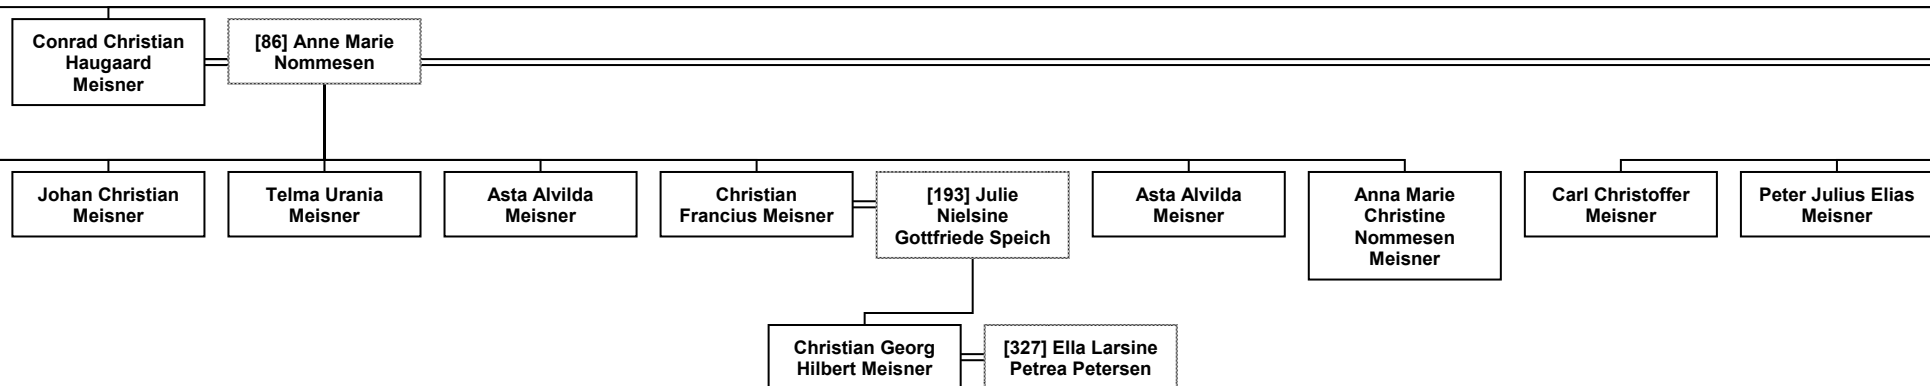 Conrad Christian
Haugaard
Meisner
[86] Anne Marie
Nommesen
Johan Christian
Meisner
Telma Urania
Meisner
Asta Alvilda
Meisner
Christian
Francius Meisner
[193] Julie
Nielsine
Gottfriede Speich
Asta Alvilda
Meisner
Anna Marie
Christine
Nommesen
Meisner
Carl Christoffer
Meisner
Peter Julius Elias
Meisner
Christian Georg
Hilbert Meisner
[327] Ella Larsine
Petrea Petersen